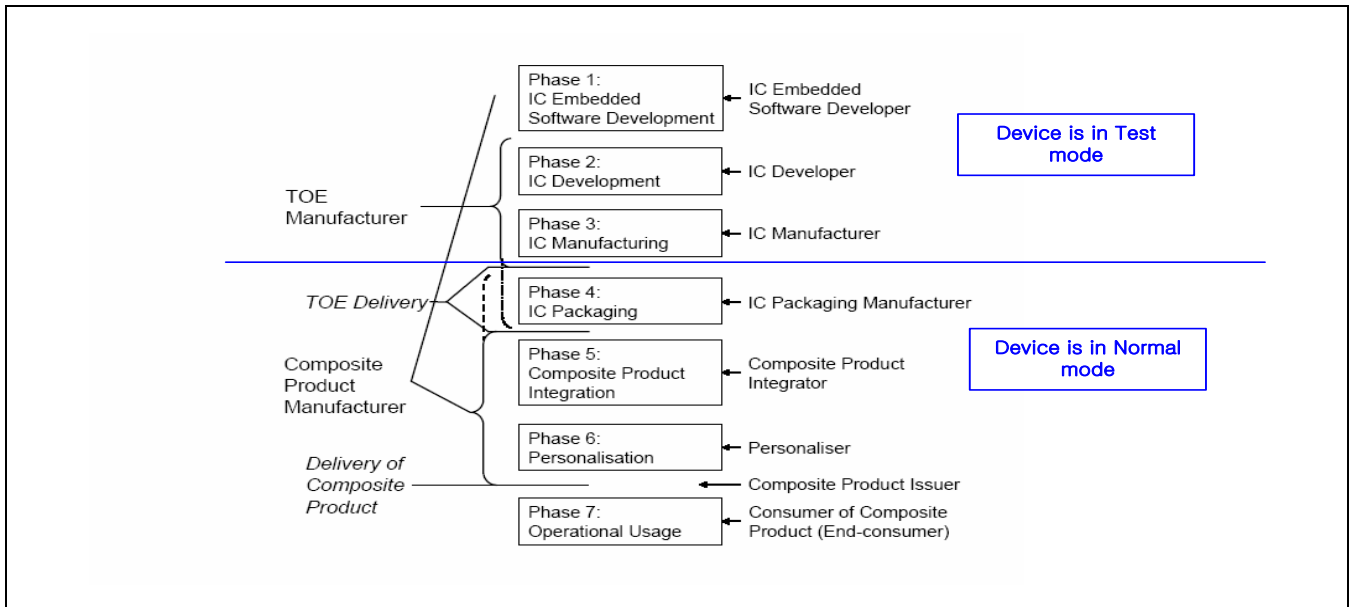 Phase 1:
IC Embedded
Software Development
IC Embedded
Software Developer
Device is in Test
mode
Phase 2:
IC Development
IC Developer
TOE
Manufacturer
Phase 3:
IC Manufacturing
IC Manufacturer
TOE Delivery
Phase 4:
IC Packaging
IC Packaging Manufacturer
Device is in Normal
mode
Composite
Product
Manufacturer
Phase 5:
Composite Product
Integration
Composite Product
Integrator
Phase 6:
Personalisation
Personaliser
Delivery of
Composite
Product
Composite Product Issuer
Phase 7:
Operational Usage
Consumer of Composite
Product (End-consumer)